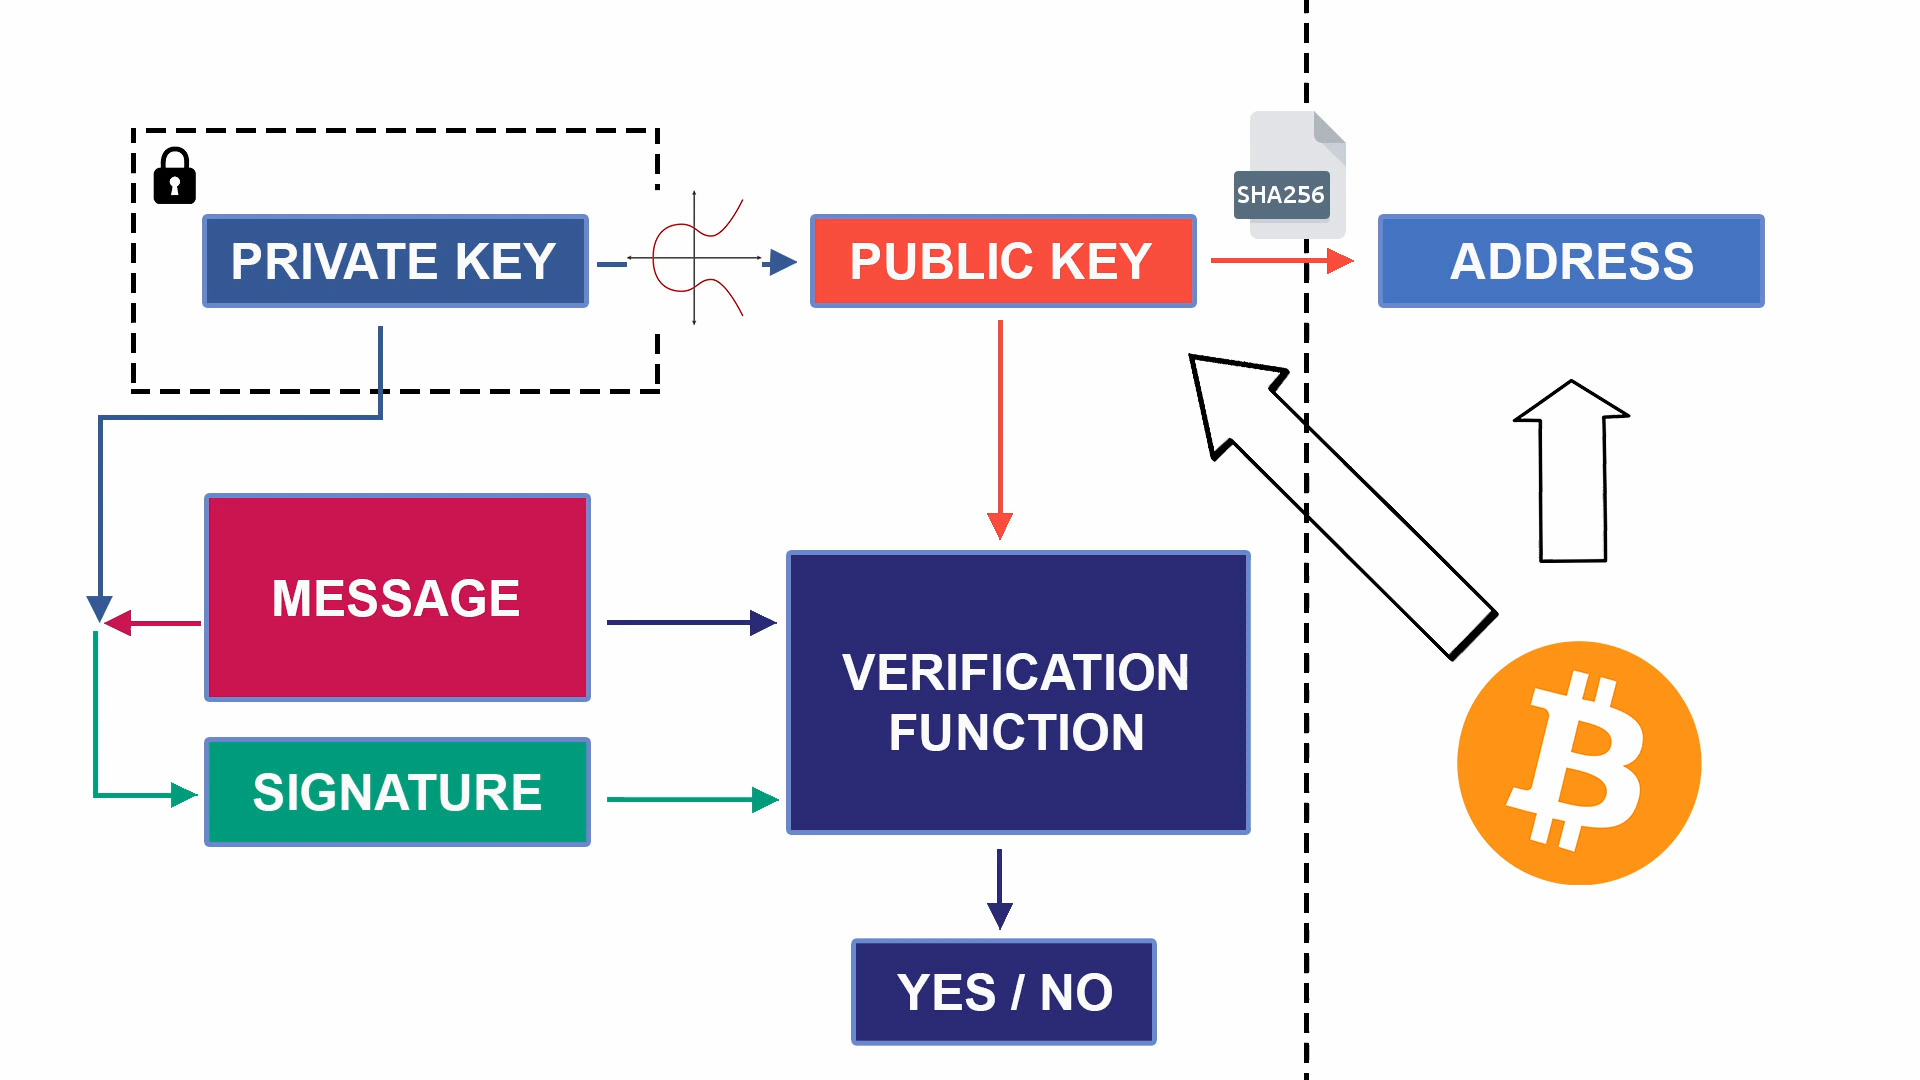 SHA256
PRIVATE KEY
PUBLIC KEY
ADDRESS
MESSAGE
VERIFICATION
FUNCTION
SIGNATURE
YES / NO